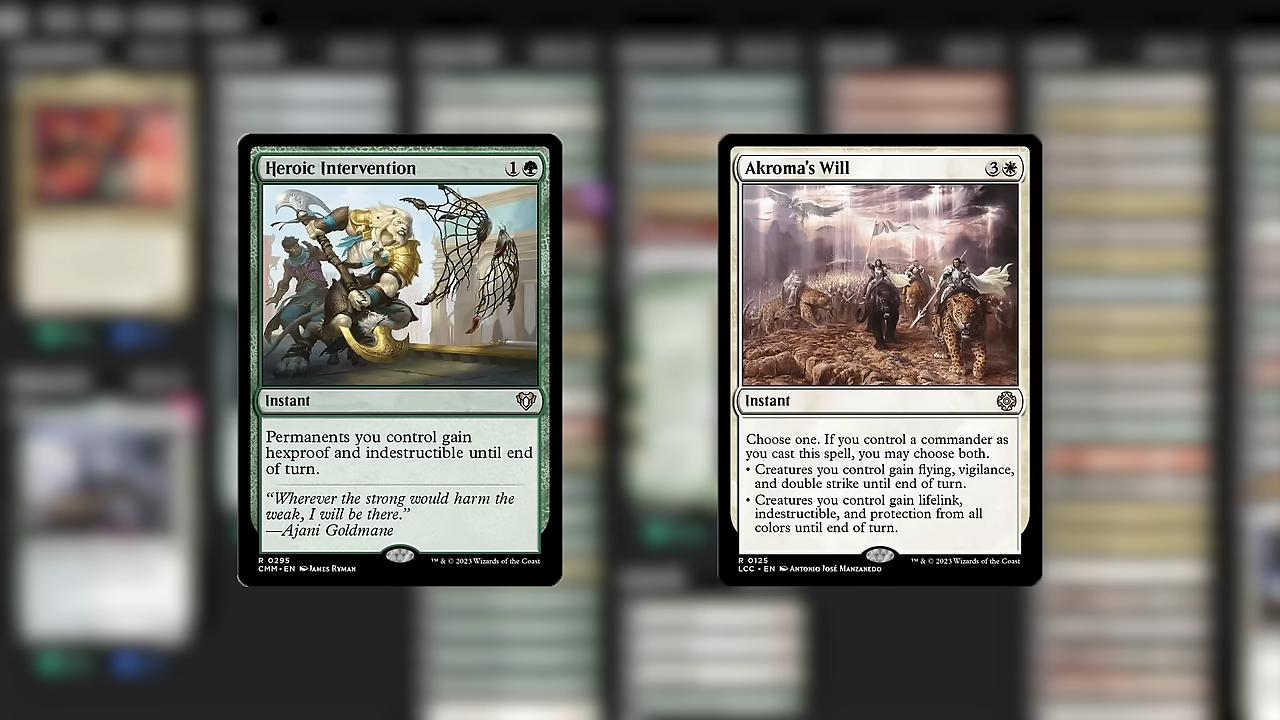 Heroic Intervention 1
Instant
Permanents you control gain
hexproof and indestructible until end
of turn.
“Wherever the strong would harm the
weak, I will be there.”
—Ajani Goldmane
R 0295
CMM • EN James Ryman
™ & © 2023 Wizards of the Coast
Akroma's Will 3
Instant
Choose one. If you control a commander as
you cast this spell, you may choose both.
• Creatures you control gain flying, vigilance,
and double strike until end of turn.
• Creatures you control gain lifelink,
indestructible, and protection from all
colors until end of turn.
R 0125
LCC • EN Antonio José Manzanedo
™ & © 2023 Wizards of the Coast